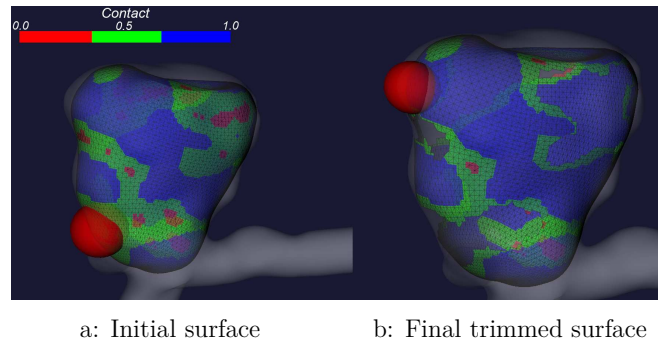 Contact
0.0 0.5 1.0
a: Initial surface
b: Final trimmed surface